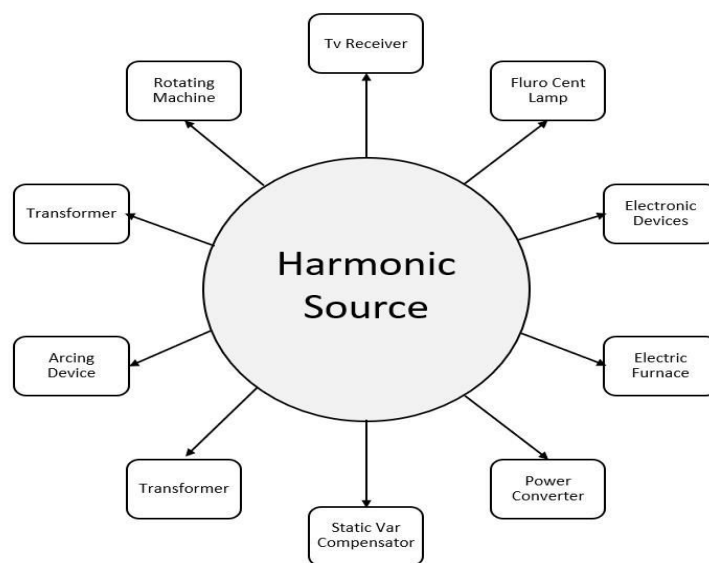 Tv Receiver
Rotating
Machine
Fluro Cent
Lamp
Transformer
Electronic
Devices
Harmonic
Source
Arcing
Device
Electric
Furnace
Transformer
Power
Converter
Static Var
Compensator